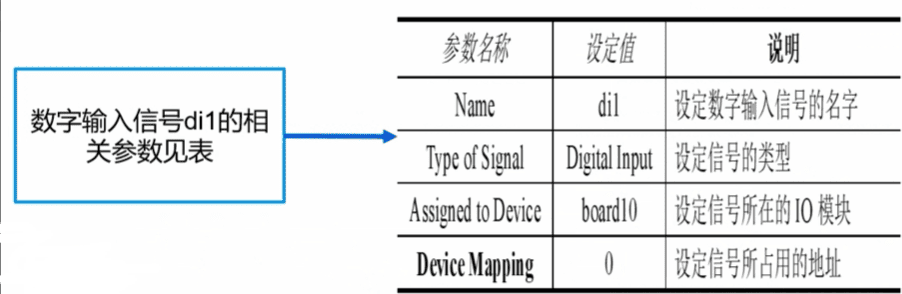 数字输入信号di1的相
关参数见表
参数名称 设定值 说明
Name di1 设定数字输入信号的名字
Type of Signal Digital Input 设定信号的类型
Assigned to Device board10 设定信号所在的 IO 模块
Device Mapping 0 设定信号所占用的地址